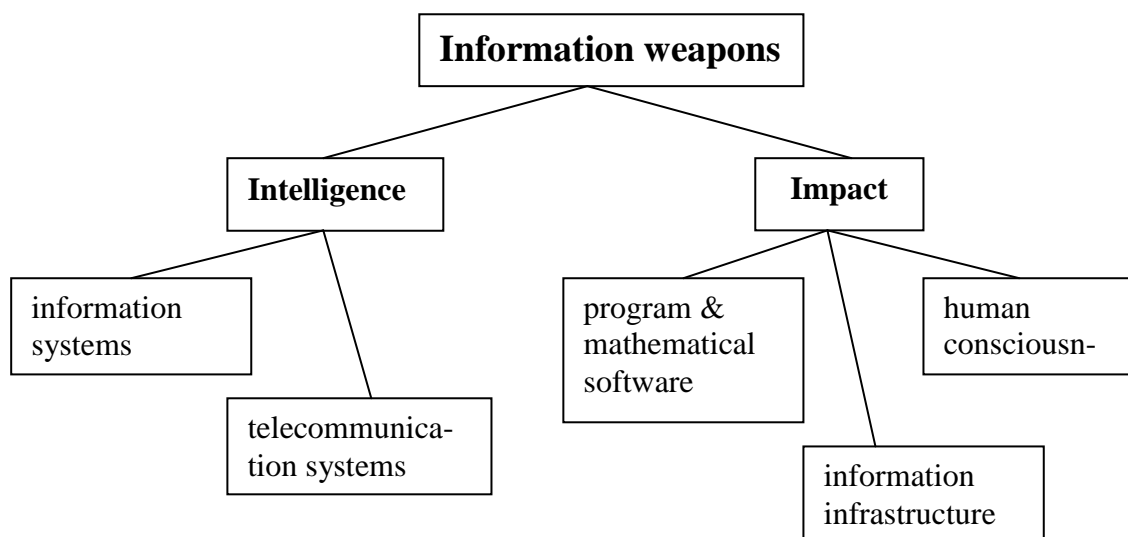 Information weapons
Intelligence
Impact
information
systems
telecommunica-
tion systems
program &
mathematical
software
information
infrastructure
human
consciousn-